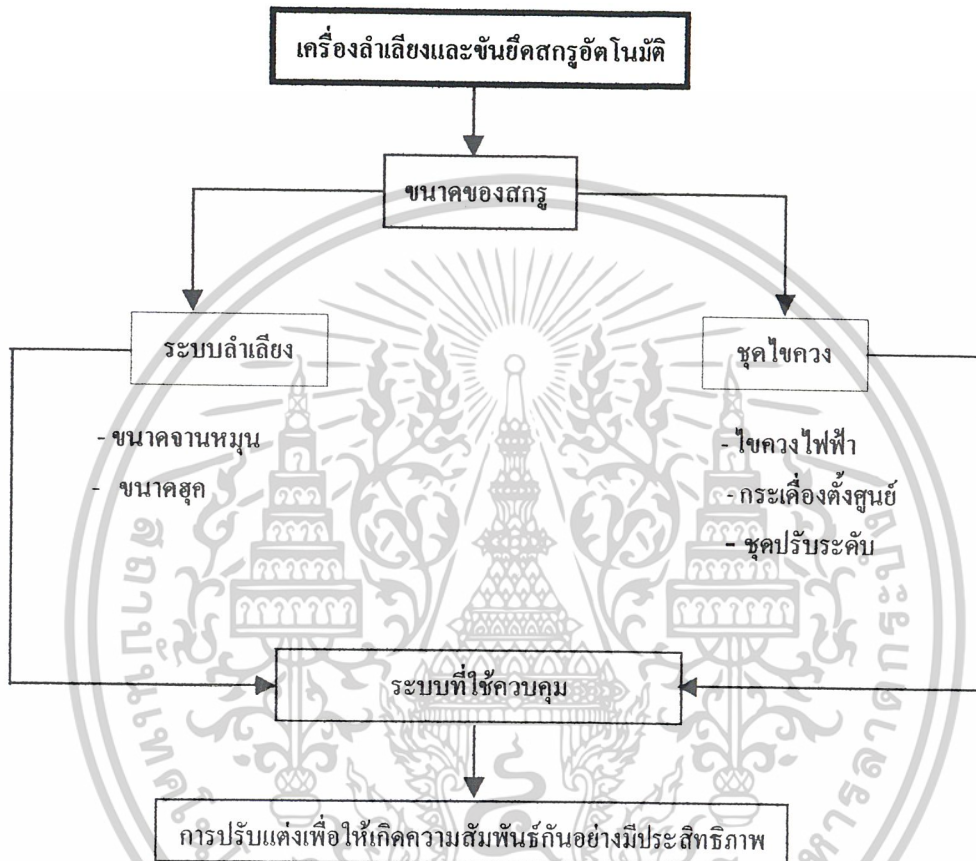 เครื่องลำเลียงและขันยึดสกรูอัตโนมัติ
ขนาดของสกรู
ระบบลำเลียง
- ขนาดจานหมุน
- ขนาดฮุค
ชุดไขควง
- ไขควงไฟฟ้า
- กระเดื่องตั้งศูนย์
- ชุดปรับระดับ
ระบบที่ใช้ควบคุม
การปรับแต่งเพื่อให้เกิดความสัมพันธ์กันอย่างมีประสิทธิภาพ